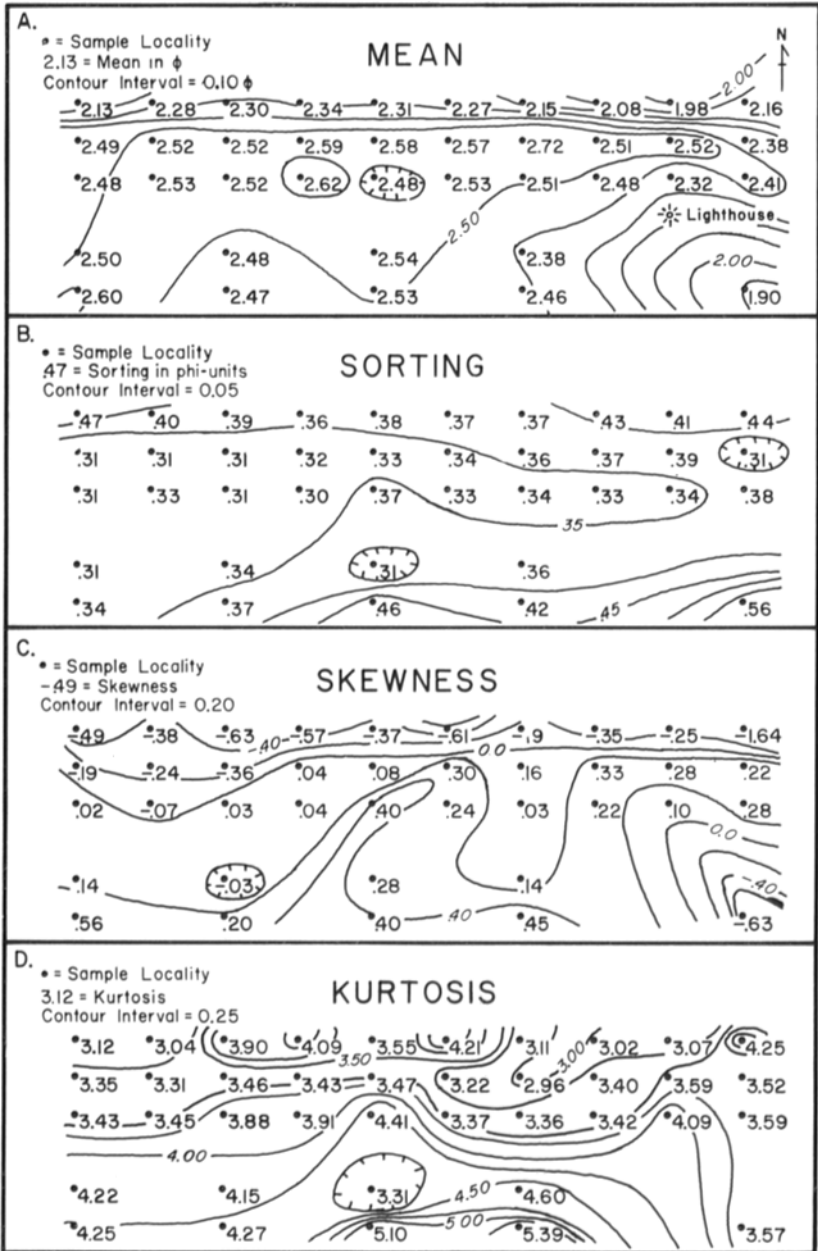 A.
• = Sample Locality
2.13 = Mean in ϕ
Contour Interval = 0.10 ϕ
MEAN
N
2.00
2.13 2.28 2.30 2.34 2.31 2.27 2.15 2.08 1.98 2.16
2.49 2.52 2.52 2.59 2.58 2.57 2.72 2.51 2.52 2.38
2.48 2.53 2.52 2.62 2.48 2.53 2.51 2.48 2.32 2.41
Lighthouse
2.50
2.50 2.48 2.54 2.38
2.00
2.60 2.47 2.53 2.46 1.90
B.
• = Sample Locality
.47 = Sorting in phi-units
Contour Interval = 0.05
SORTING
.47 .40 .39 .36 .38 .37 .37 .43 .41 .44
.31 .31 .31 .32 .33 .34 .36 .37 .39 .31
.31 .33 .31 .30 .37 .33 .34 .33 .34 .38
.35
.31 .34 .31 .36
.34 .37 .46 .42 .45 .56
C.
• = Sample Locality
-.49 = Skewness
Contour Interval = 0.20
SKEWNESS
-.49 -.38 -.63 -.57 -.37 -.61 -.19 -.35 -.25 -1.64
-.40
0.0
-.19 -.24 -.36 .04 .08 .30 .16 .33 .28 .22
.02 -.07 .03 .04 .40 .24 .03 .22 .10 .28
0.0
.14 -.03 .28 .14
-.40
.56 .20 .40 .40 .45 -.63
D.
• = Sample Locality
3.12 = Kurtosis
Contour Interval = 0.25
KURTOSIS
3.12 3.04 3.90 4.09 3.55 4.21 3.11 3.02 3.07 4.25
3.50
3.00
3.35 3.31 3.46 3.43 3.47 3.22 2.96 3.40 3.59 3.52
3.43 3.45 3.88 3.91 4.41 3.37 3.36 3.42 4.09 3.59
4.00
4.22 4.15 3.31 4.50 4.60
5.00
4.25 4.27 5.10 5.39 3.57